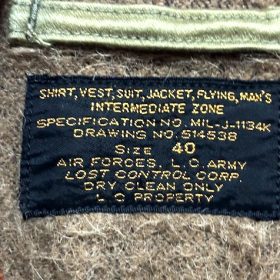 SHIRT, VEST, SUIT, JACKET, FLYING, MAN'S
INTERMEDIATE ZONE
SPECIFICATION NO. MIL-J-1134K
DRAWING NO. 514538
SIZE 40
AIR FORCES, L.C. ARMY
LOST CONTROL CORP.
DRY CLEAN ONLY
L.C PROPERTY